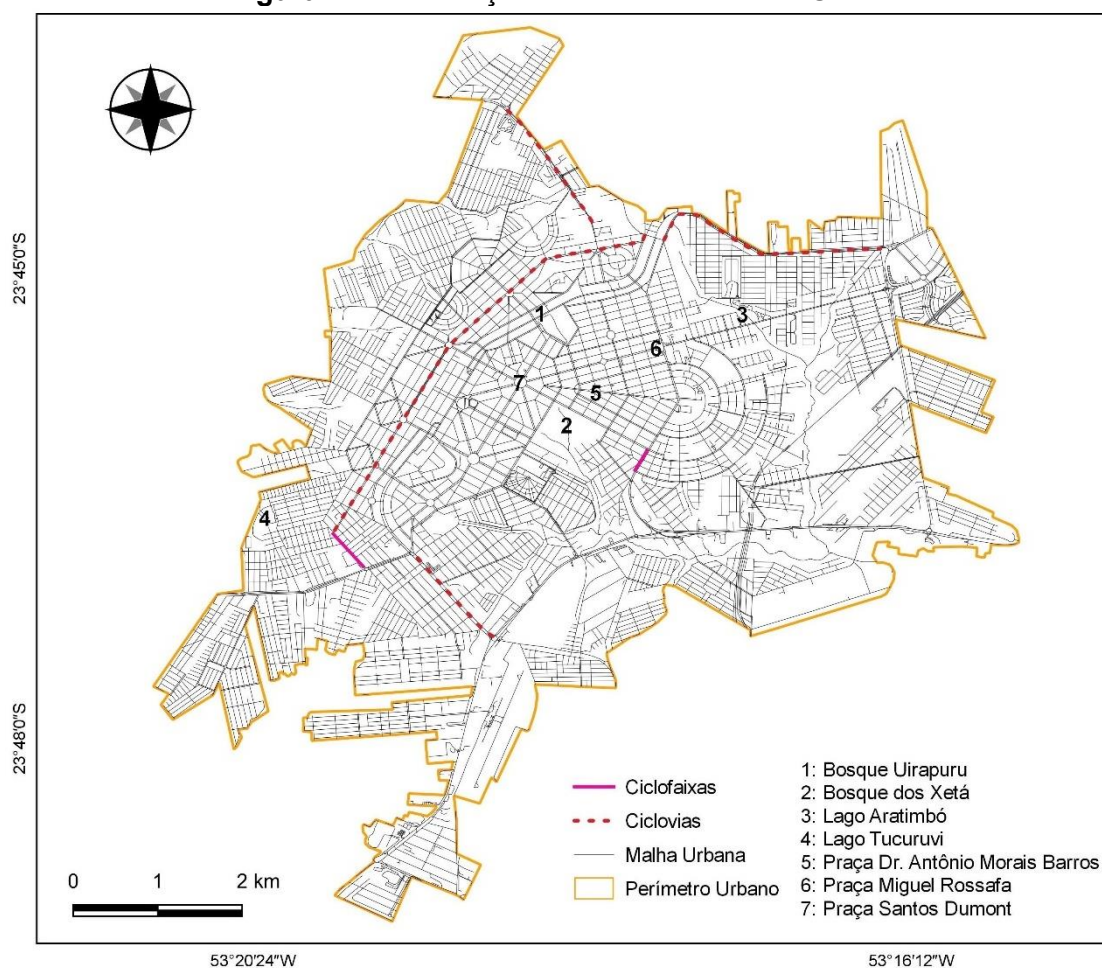 1
3
6
7
5
2
4
23°45'0"S
23°48'0"S
Ciclofaixas
Ciclovias
Malha Urbana
Perímetro Urbano
1: Bosque Uirapuru
2: Bosque dos Xetá
3: Lago Aratimbó
4: Lago Tucuruvi
5: Praça Dr. Antônio Morais Barros
6: Praça Miguel Rossafa
7: Praça Santos Dumont
0 1 2 km
53°20'24"W
53°16'12"W